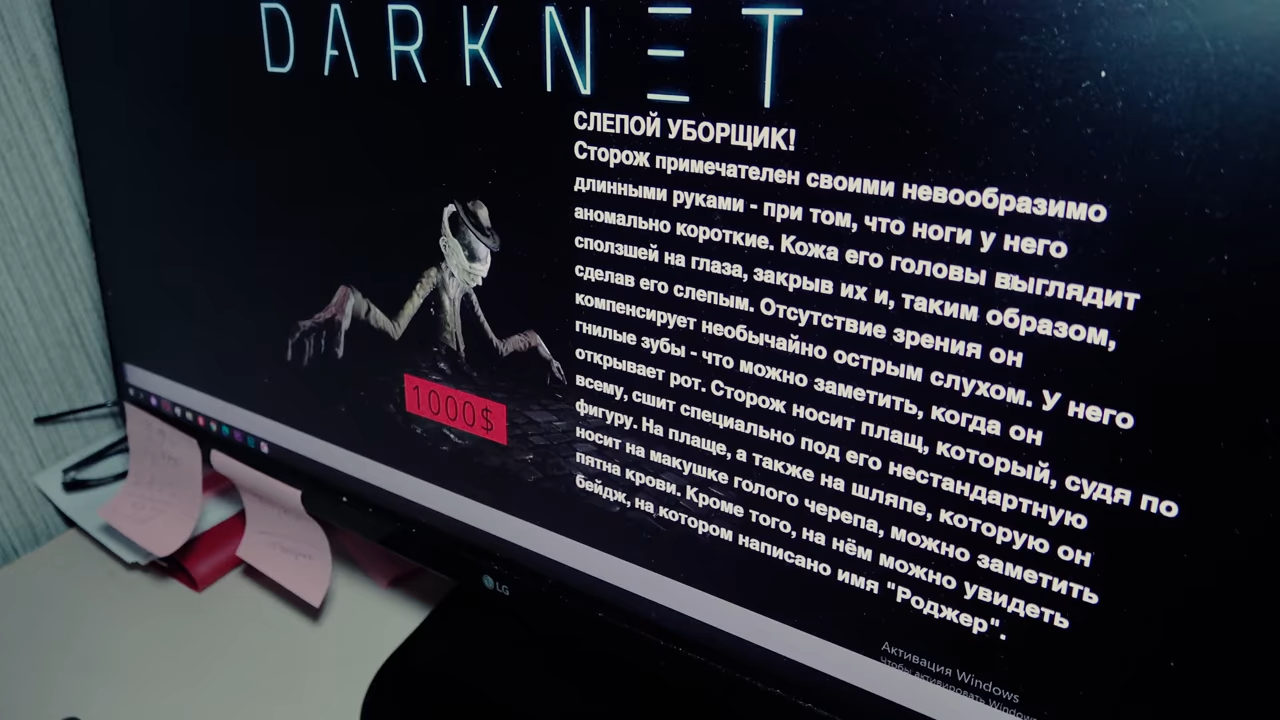 DARKNET
СЛЕПОЙ УБОРЩИК!
Сторож примечателен своими невообразимо
длинными руками - при том, что ноги у него
аномально короткие. Кожа его головы выглядит
сползшей на глаза, закрыв их и, таким образом,
сделав его слепым. Отсутствие зрения он
компенсирует необычайно острым слухом. У него
гнилые зубы - что можно заметить, когда он
открывает рот. Сторож носит плащ, который, судя по
всему, сшит специально под его нестандартную
фигуру. На плаще, а также на шляпе, которую он
носит на макушке голого черепа, можно заметить
пятна крови. Кроме того, на нём можно увидеть
бейдж, на котором написано имя "Роджер".
1000$
Активация Windows
Чтобы активировать Windows
LG